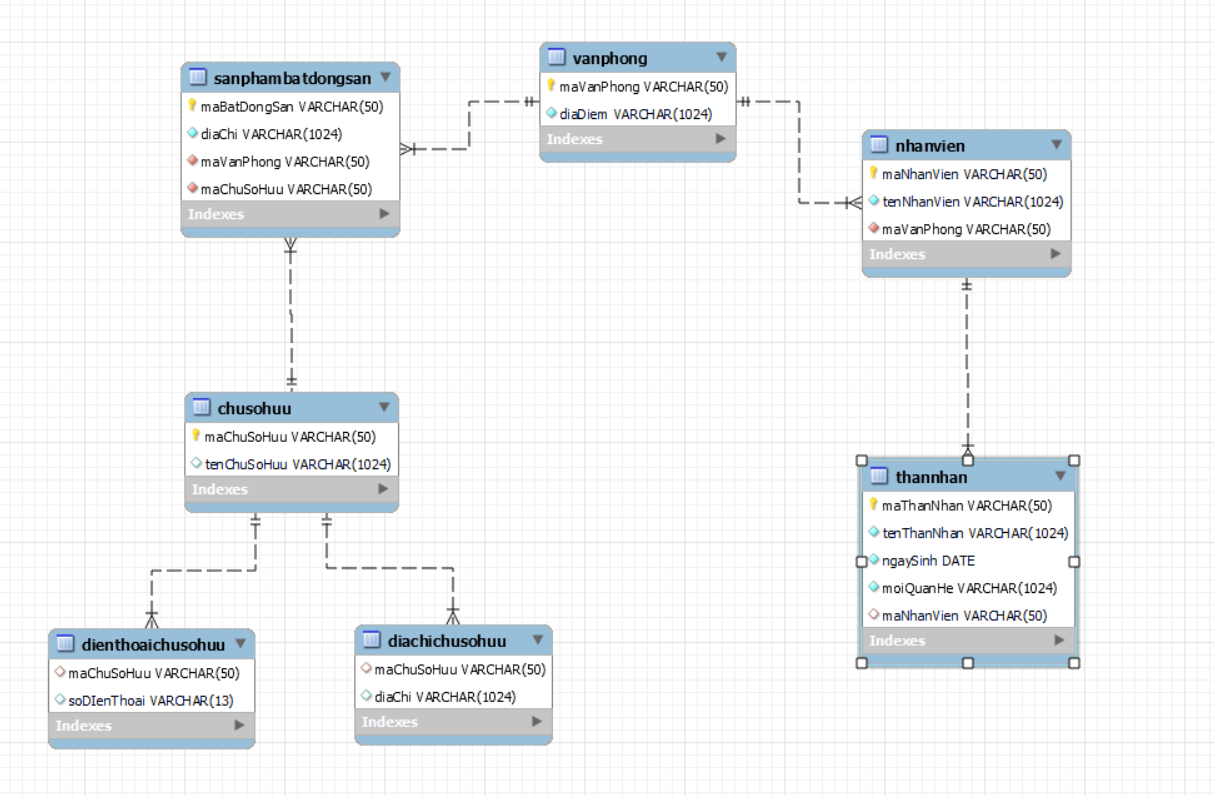 sanphambatdongsan
maBatDongSan VARCHAR(50)
diaChi VARCHAR(1024)
maVanPhong VARCHAR(50)
maChuSoHuu VARCHAR(50)
Indexes
vanphong
maVanPhong VARCHAR(50)
diaDiem VARCHAR(1024)
Indexes
nhanvien
maNhanVien VARCHAR(50)
tenNhanVien VARCHAR(1024)
maVanPhong VARCHAR(50)
Indexes
chusohuu
maChuSoHuu VARCHAR(50)
tenChuSoHuu VARCHAR(1024)
Indexes
thannhan
maThanNhan VARCHAR(50)
tenThanNhan VARCHAR(1024)
ngaySinh DATE
moiQuanHe VARCHAR(1024)
maNhanVien VARCHAR(50)
Indexes
dienthoaichusohuu
maChuSoHuu VARCHAR(50)
soDIenThoai VARCHAR(13)
Indexes
diachichusohuu
maChuSoHuu VARCHAR(50)
diaChi VARCHAR(1024)
Indexes